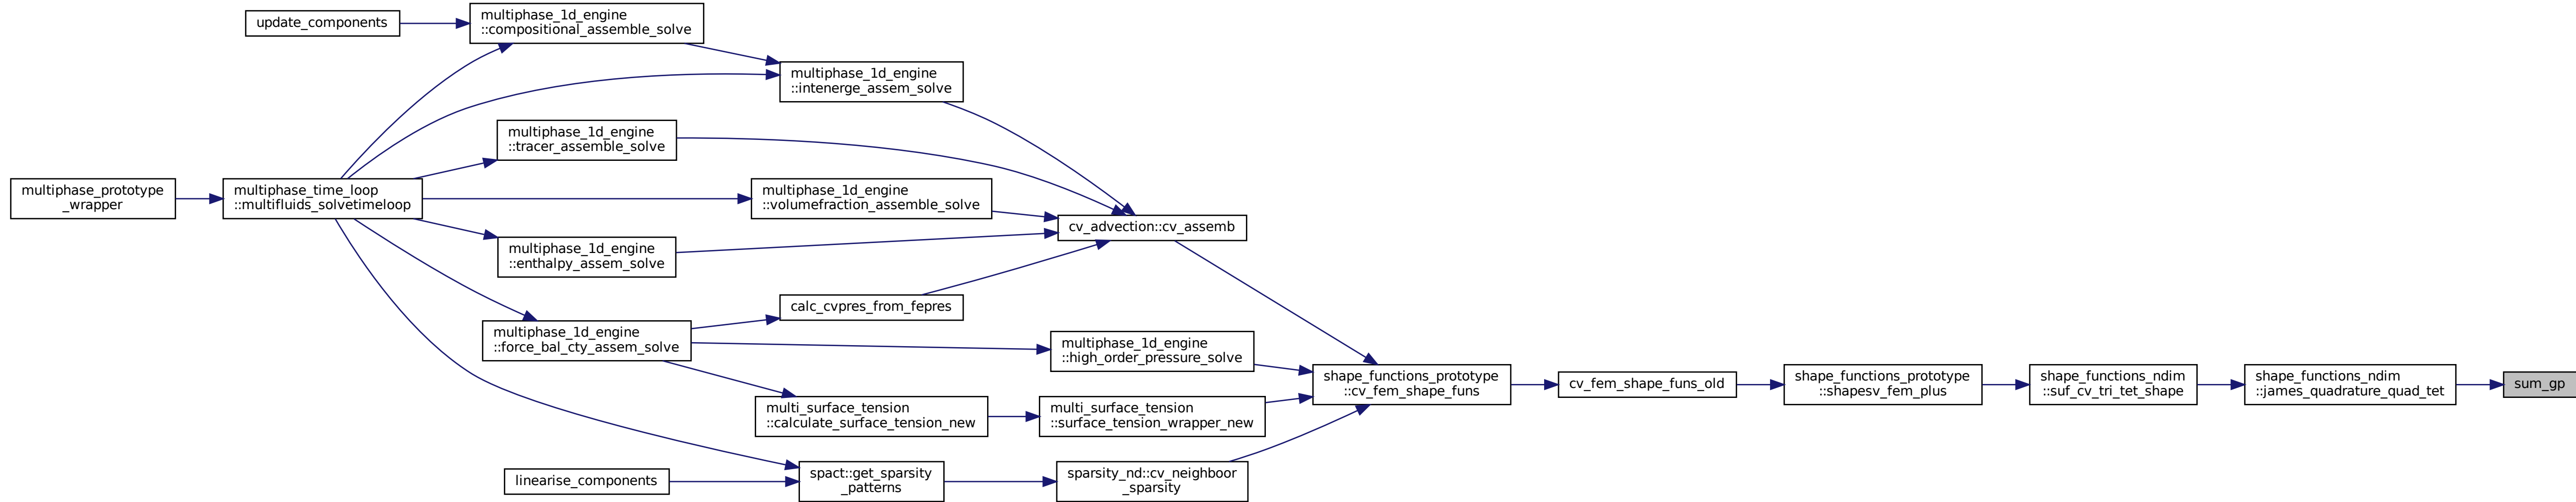 update_components
multiphase_1d_engine
::compositional_assemble_solve
multiphase_1d_engine
::intenerge_assem_solve
multiphase_1d_engine
::tracer_assemble_solve
multiphase_prototype
_wrapper
multiphase_time_loop
::multifluids_solvetimeloop
multiphase_1d_engine
::volumefraction_assemble_solve
cv_advection::cv_assemb
multiphase_1d_engine
::enthalpy_assem_solve
calc_cvpres_from_fepres
multiphase_1d_engine
::force_bal_cty_assem_solve
multiphase_1d_engine
::high_order_pressure_solve
shape_functions_prototype
::cv_fem_shape_funs
cv_fem_shape_funs_old
shape_functions_prototype
::shapesv_fem_plus
shape_functions_ndim
::suf_cv_tri_tet_shape
shape_functions_ndim
::james_quadrature_quad_tet
sum_gp
multi_surface_tension
::calculate_surface_tension_new
multi_surface_tension
::surface_tension_wrapper_new
linearise_components
spact::get_sparsity
_patterns
sparsity_nd::cv_neighboor
_sparsity